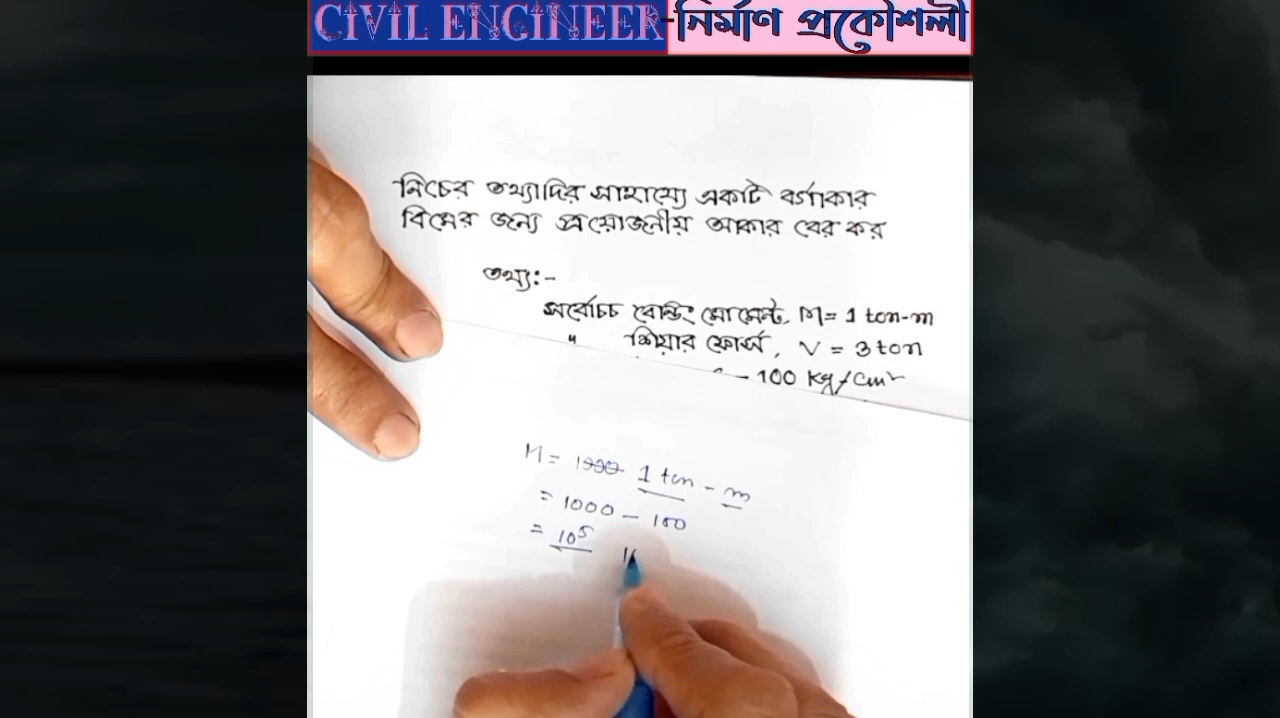 CIVIL ENGINEER-নির্মাণ প্রকৌশলী
নিচের তথ্যাদির সাহায্যে একটি বর্গাকার
বিমের জন্য প্রয়োজনীয় আকার বের কর
তথ্য:-
সর্বোচ্চ বেন্ডিং মোমেন্ট, M = 1 ton-m
" শিয়ার ফোর্স, V = 3 ton
100 Kg/cm²
M = 1 ton - m
= 1000 - 100
= 10⁵